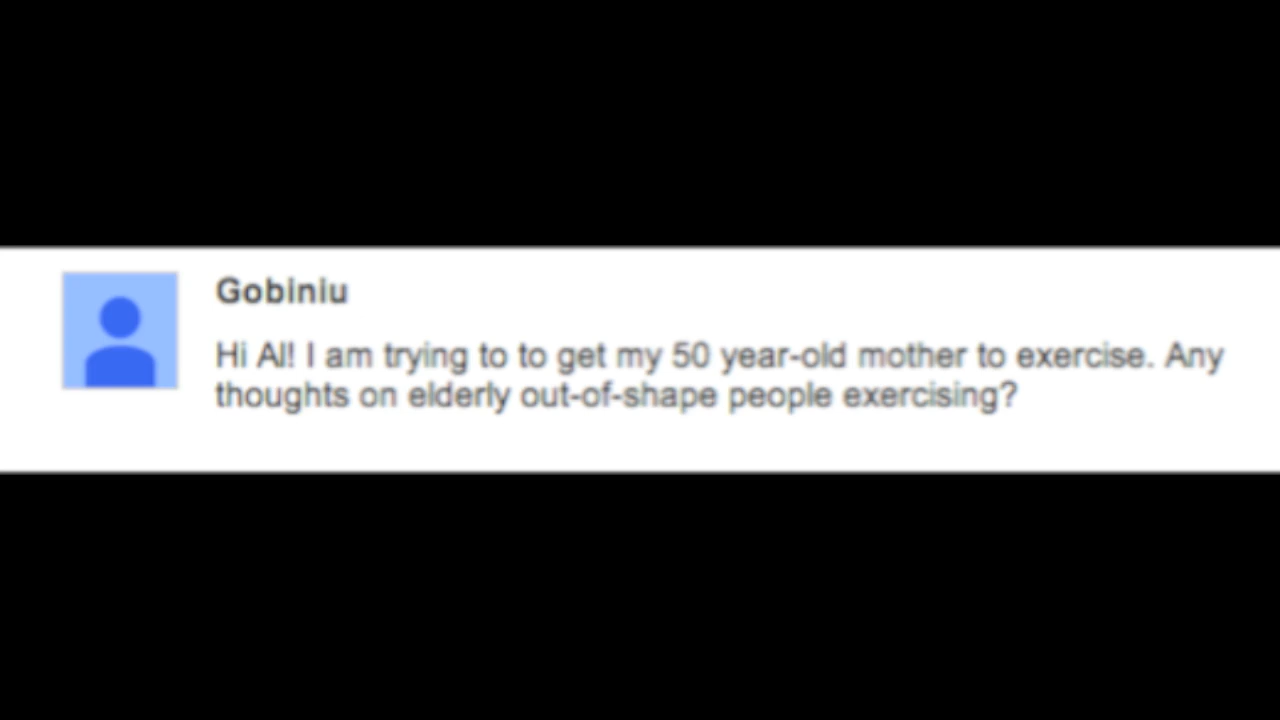 Gobiniu
Hi Al! I am trying to to get my 50 year-old mother to exercise. Any
thoughts on elderly out-of-shape people exercising?